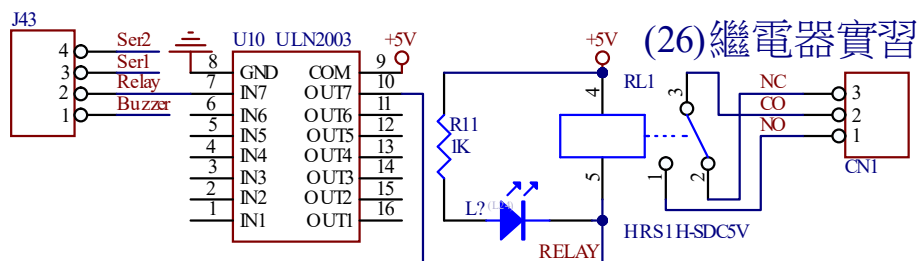 J43
4 Ser2
3 Ser1
2 Relay
1 Buzzer
U10 ULN2003
8 GND COM 9 +5V
7 IN7 OUT7 10
6 IN6 OUT6 11
5 IN5 OUT5 12
4 IN4 OUT4 13
3 IN3 OUT3 14
2 IN2 OUT2 15
1 IN1 OUT1 16
+5V
R11
1K
L?
4
RL1
5
RELAY
3
1
2
HRS1H-SDC5V
(26)繼電器實習
NC 3
CO 2
NO 1
CN1